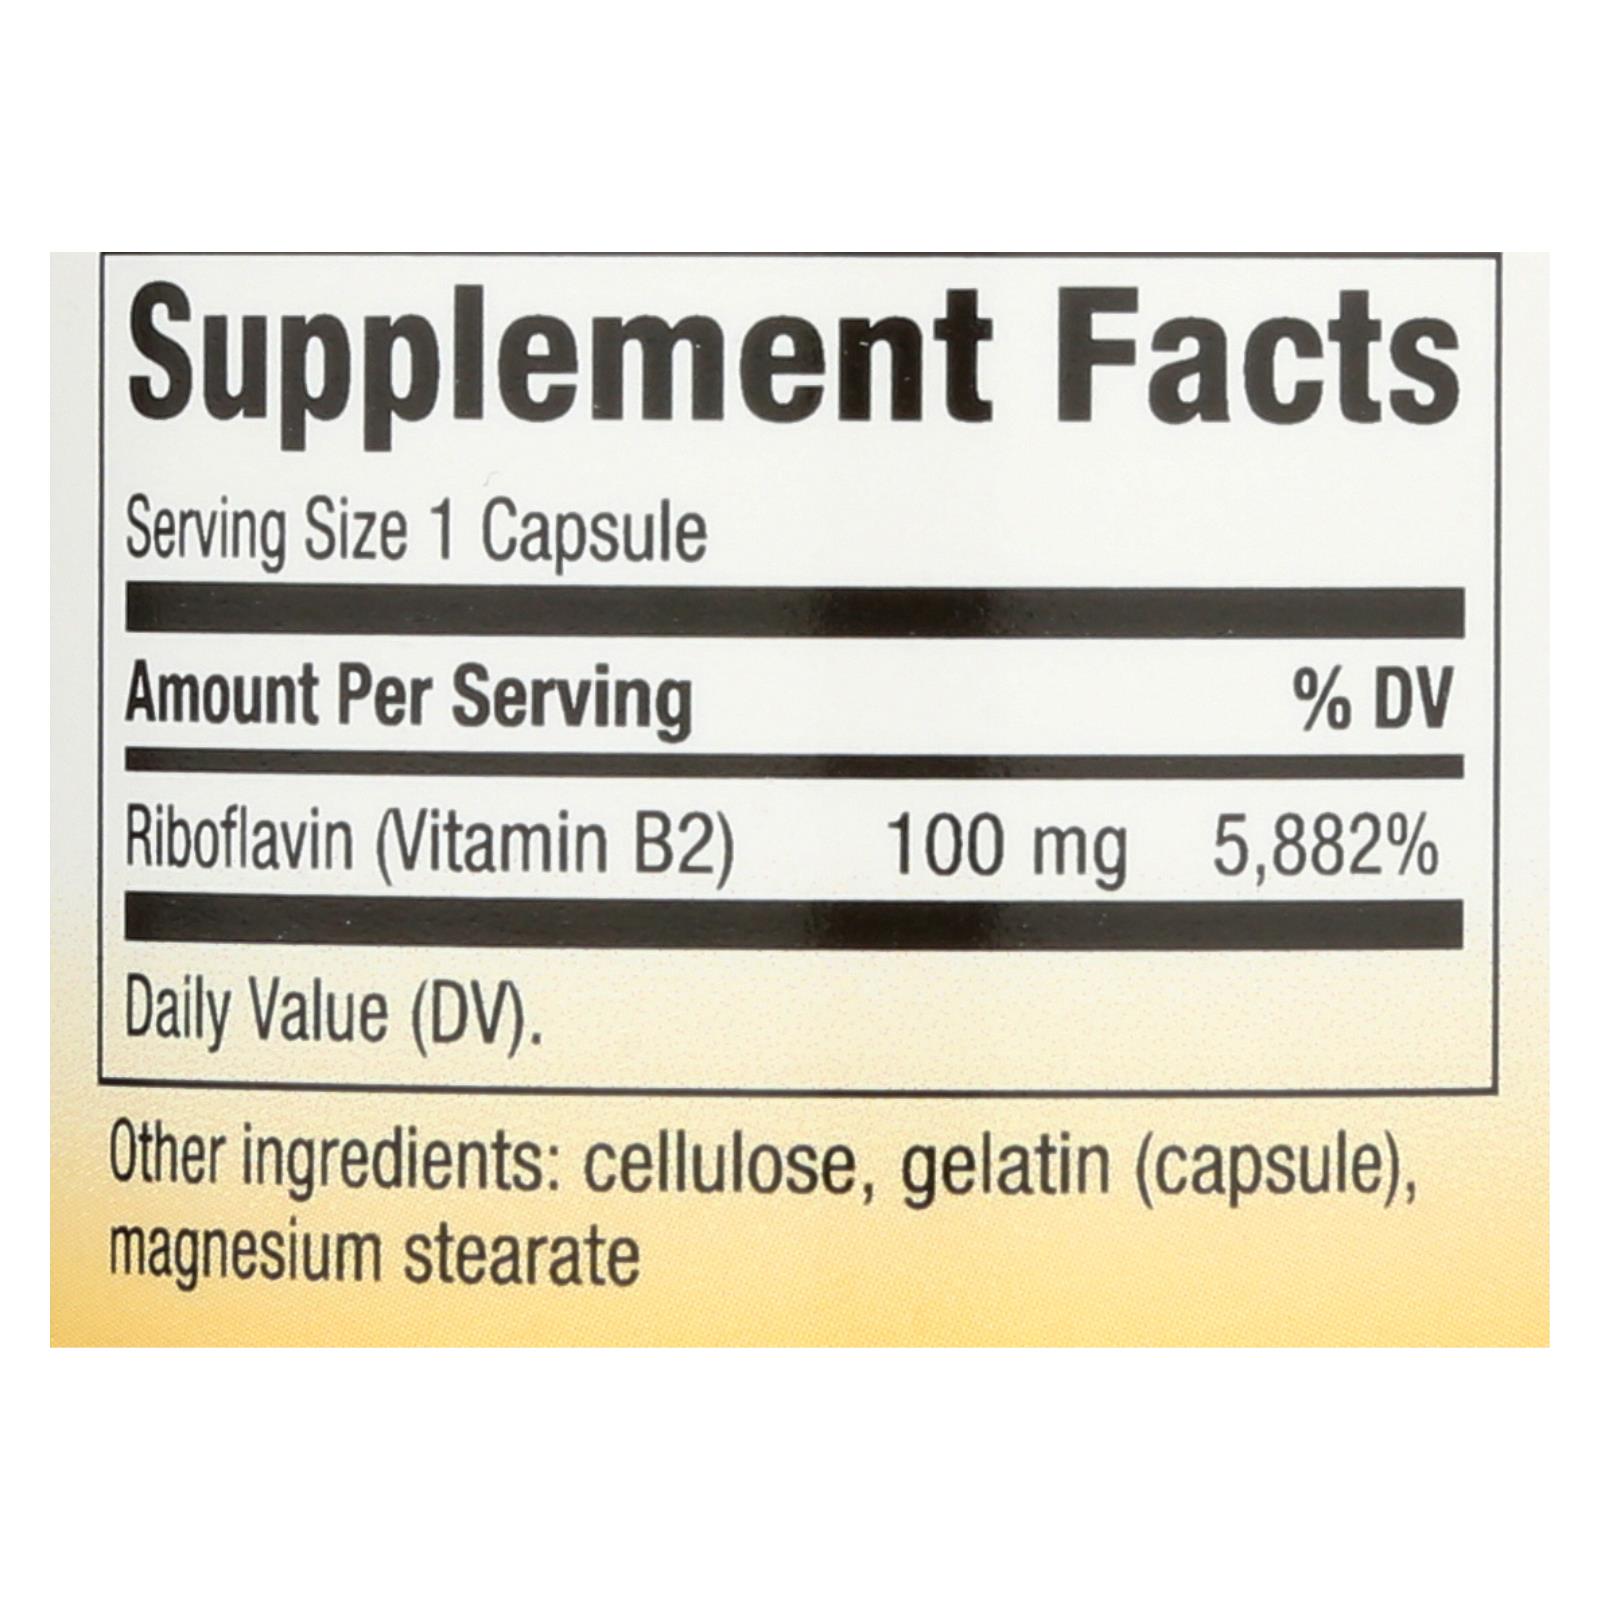 Supplement Facts
Serving Size 1 Capsule
Amount Per Serving % DV
Riboflavin (Vitamin B2) 100 mg 5,882%
Daily Value (DV).
Other ingredients: cellulose, gelatin (capsule),
magnesium stearate